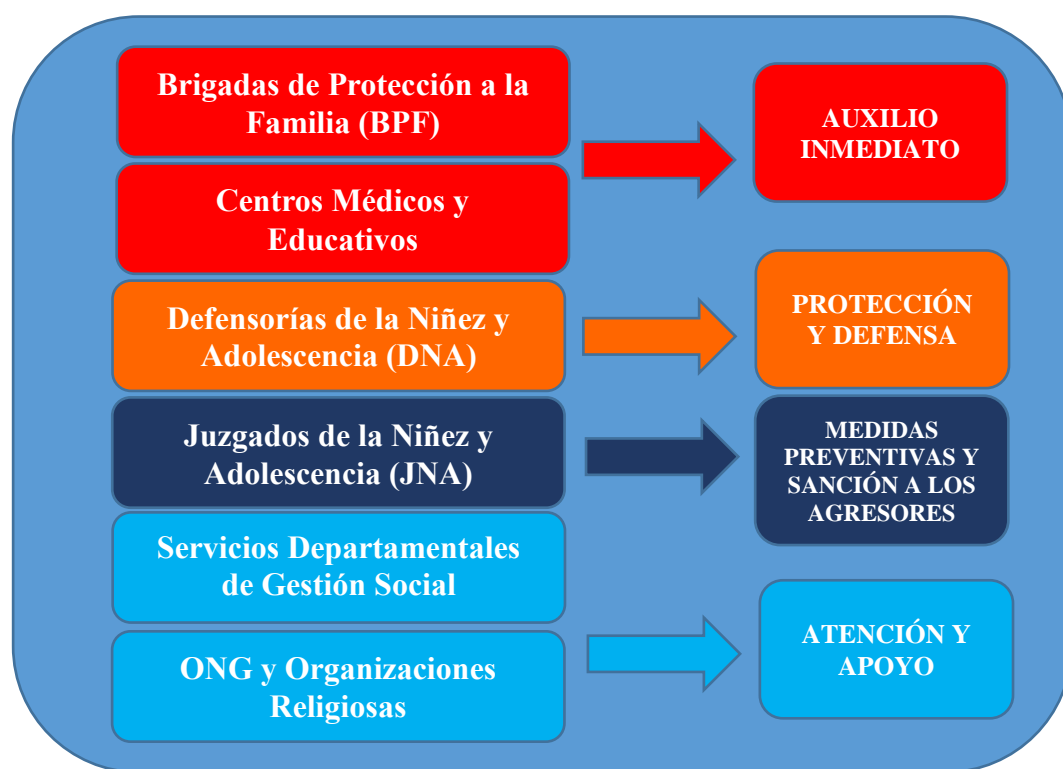 Brigadas de Protección a la
Familia (BPF)
Centros Médicos y
Educativos
AUXILIO
INMEDIATO
Defensorías de la Niñez y
Adolescencia (DNA)
PROTECCIÓN
Y DEFENSA
Juzgados de la Niñez y
Adolescencia (JNA)
MEDIDAS
PREVENTIVAS Y
SANCIÓN A LOS
AGRESORES
Servicios Departamentales
de Gestión Social
ONG y Organizaciones
Religiosas
ATENCIÓN Y
APOYO